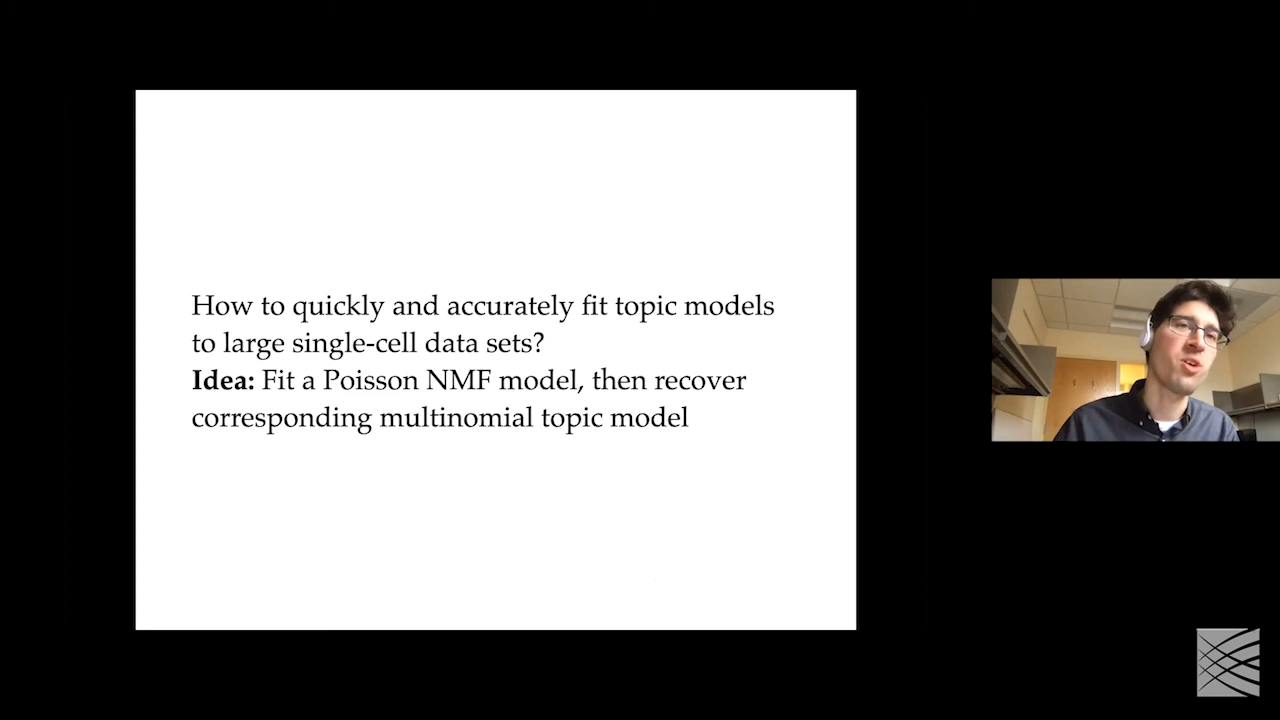 How to quickly and accurately fit topic models
to large single-cell data sets?
Idea: Fit a Poisson NMF model, then recover
corresponding multinomial topic model